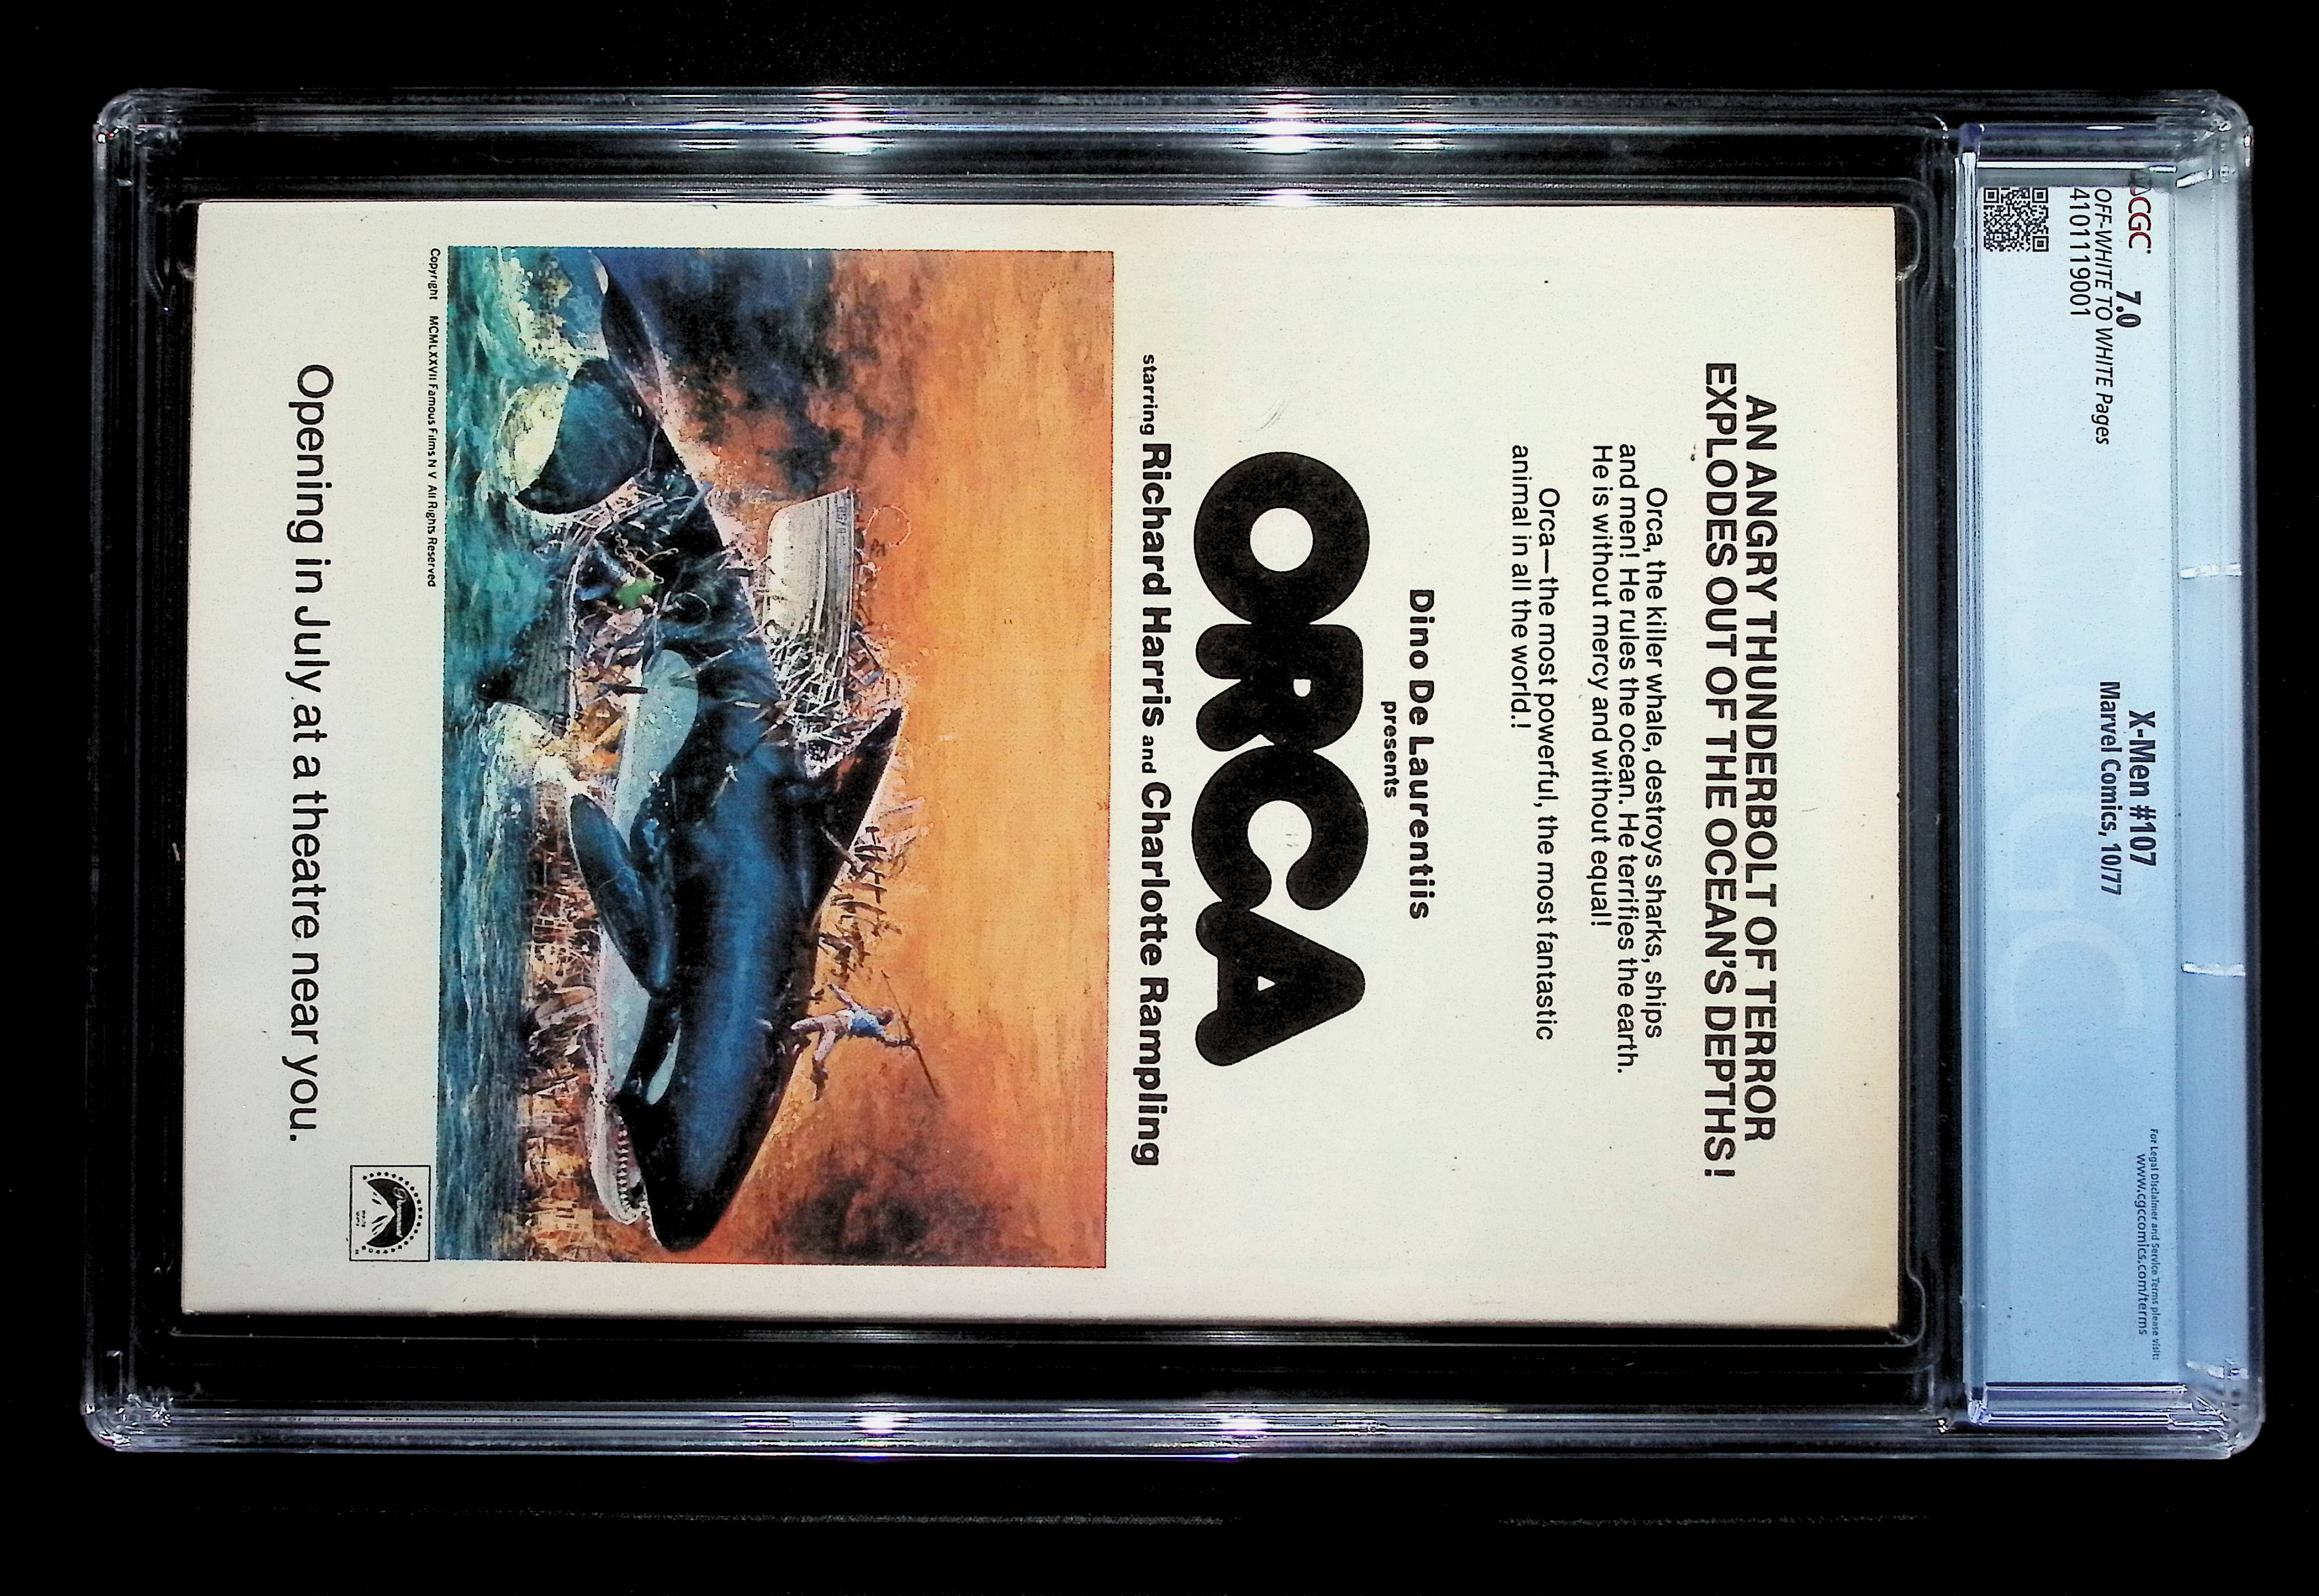 CGC
7.0
OFF-WHITE TO WHITE Pages
4101119001
X-Men #107
Marvel Comics, 10/77
For Legal Disclaimer and Service Terms please visit:
www.cgccomics.com/terms
AN ANGRY THUNDERBOLT OF TERROR
EXPLODES OUT OF THE OCEAN'S DEPTHS!
Orca, the killer whale, destroys sharks, ships
and men! He rules the ocean. He terrifies the earth.
He is without mercy and without equal!
Orca—the most powerful, the most fantastic
animal in all the world.!
Dino De Laurentiis
presents
ORCA
starring Richard Harris and Charlotte Rampling
Copyright MCMLXXVII Famous Films N V All Rights Reserved
Paramount
Opening in July at a theatre near you.